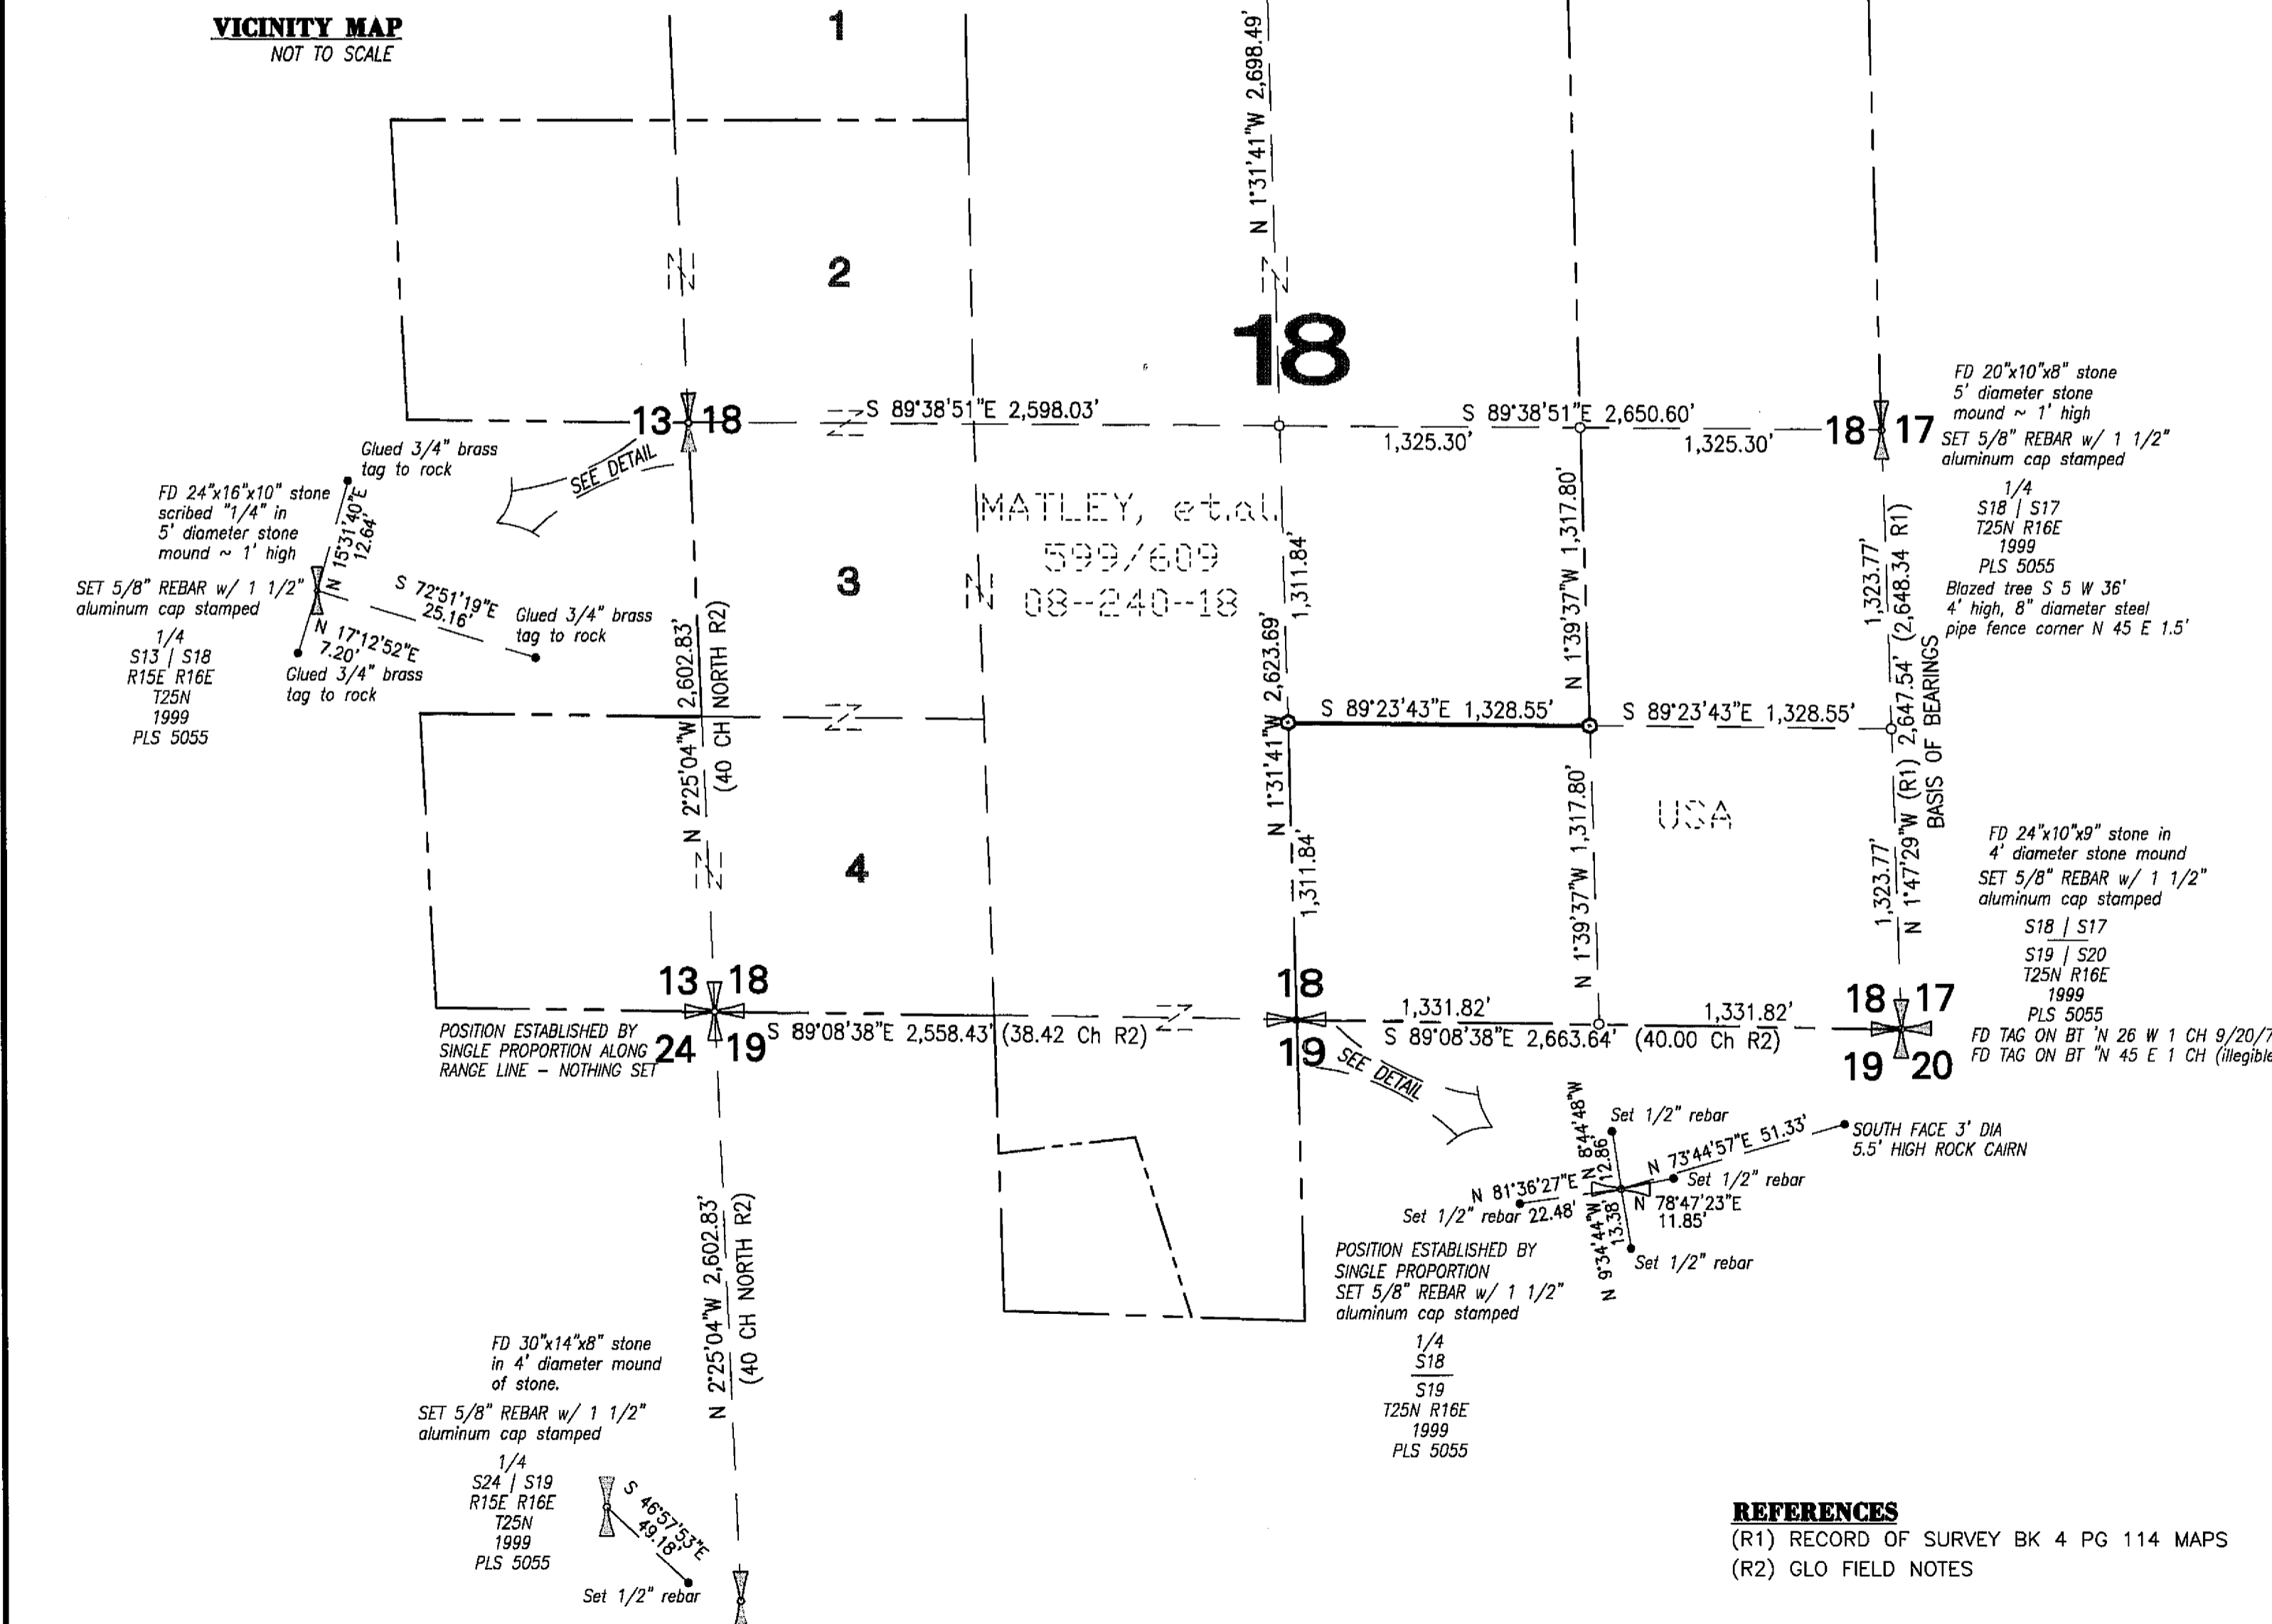 VICINITY MAP
NOT TO SCALE
1
N 1°31'41"W 2,698.49'
2
18
FD 20"x10"x8" stone
5' diameter stone
mound ~ 1' high
SET 5/8" REBAR w/ 1 1/2"
aluminum cap stamped
1/4
S18 | S17
T25N R16E
1999
PLS 5055
Blazed tree S 5 W 36'
4' high, 8" diameter steel
pipe fence corner N 45 E 1.5'
13 18
S 89°38'51"E 2,598.03'
S 89°38'51"E 2,650.60'
1,325.30'
1,325.30'
18 17
SEE DETAIL
Glued 3/4" brass
tag to rock
FD 24"x16"x10" stone
scribed "1/4" in
5' diameter stone
mound ~ 1' high
SET 5/8" REBAR w/ 1 1/2"
aluminum cap stamped
1/4
S13 | S18
R15E R16E
T25N
1999
PLS 5055
N 15°31'40"E
12.64'
S 72°51'19"E
25.16'
Glued 3/4" brass
tag to rock
N 17°12'52"E
7.20'
Glued 3/4" brass
tag to rock
MATLEY, et.al.
599/609
08-240-18
3
N 2°25'04"W 2,602.83'
(40 CH NORTH R2)
1,311.84'
N 1°31'41"W 2,623.69'
1,311.84'
N 1°39'37"W 1,317.80'
S 89°23'43"E 1,328.55'
S 89°23'43"E 1,328.55'
N 1°39'37"W 1,317.80'
1,323.77'
N 1°47'29"W (R1) 2,647.54' (2,648.34 R1)
BASIS OF BEARINGS
1,323.77'
USA
4
FD 24"x10"x9" stone in
4' diameter stone mound
SET 5/8" REBAR w/ 1 1/2"
aluminum cap stamped
S18 | S17
S19 | S20
T25N R16E
1999
PLS 5055
FD TAG ON BT 'N 26 W 1 CH 9/20/7
FD TAG ON BT "N 45 E 1 CH (illegible
13 18
24 19
POSITION ESTABLISHED BY
SINGLE PROPORTION ALONG
RANGE LINE – NOTHING SET
S 89°08'38"E 2,558.43' (38.42 Ch R2)
18
19
1,331.82'
1,331.82'
S 89°08'38"E 2,663.64' (40.00 Ch R2)
18 17
19 20
SEE DETAIL
N 8°44'48"W
12.86'
Set 1/2" rebar
N 73°44'57"E 51.33'
SOUTH FACE 3' DIA
5.5' HIGH ROCK CAIRN
N 81°36'27"E
Set 1/2" rebar 22.48'
Set 1/2" rebar
N 78°47'23"E
11.85'
N 9°34'44"W
13.38'
Set 1/2" rebar
POSITION ESTABLISHED BY
SINGLE PROPORTION
SET 5/8" REBAR w/ 1 1/2"
aluminum cap stamped
1/4
S18
S19
T25N R16E
1999
PLS 5055
N 2°25'04"W 2,602.83'
(40 CH NORTH R2)
FD 30"x14"x8" stone
in 4' diameter mound
of stone.
SET 5/8" REBAR w/ 1 1/2"
aluminum cap stamped
1/4
S24 | S19
R15E R16E
T25N
1999
PLS 5055
S 46°57'53"E
49.18'
Set 1/2" rebar
REFERENCES
(R1) RECORD OF SURVEY BK 4 PG 114 MAPS
(R2) GLO FIELD NOTES